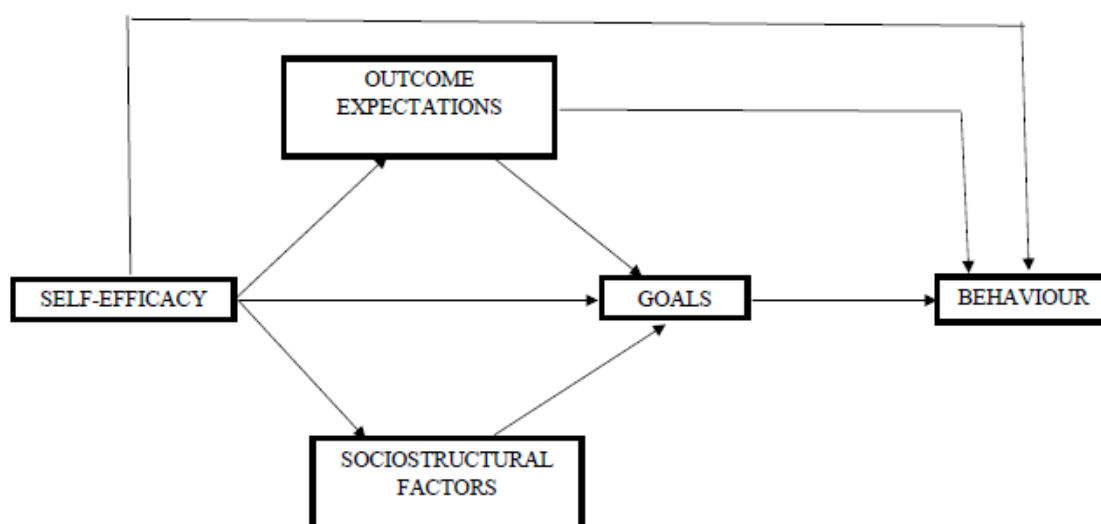 OUTCOME
EXPECTATIONS
SELF-EFFICACY
GOALS
BEHAVIOUR
SOCIOSTRUCTURAL
FACTORS